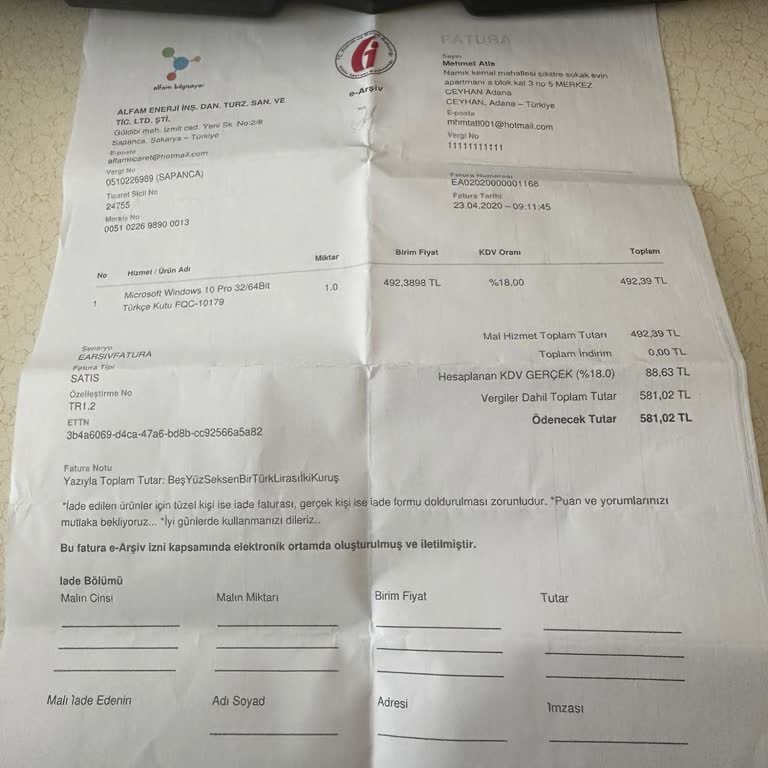 alfam bilgisayar
ALFAM ENERJİ İNŞ. DAN. TURZ. SAN. VE
TİC. LTD. ŞTİ.
Güldibi mah. İzmit cad. Yeni Sk. No:2/8
Sapanca, Sakarya – Türkiye
E-posta
alfamticaret@hotmail.com
Vergi No
0510226989 (SAPANCA)
Ticaret Sicil No
24755
Mersis No
0051 0226 9890 0013
e-Arşiv
FATURA
Sayın
Mehmet Atla
Namık kemal mahallesi silistre sokak evin
apartmanı a blok kat 3 no 5 MERKEZ
CEYHAN Adana
CEYHAN, Adana – Türkiye
E-posta
mhmtatl001@hotmail.com
Vergi No
11111111111
Fatura Numarası
EA02020000001168
Fatura Tarihi
23.04.2020 – 09:11:45
No Hizmet / Ürün Adı Miktar Birim Fiyat KDV Oranı Toplam
1 Microsoft Windows 10 Pro 32/64Bit 1.0 492,3898 TL %18,00 492,39 TL
Türkçe Kutu FQC-10179
Senaryo
EARSIVFATURA
Fatura Tipi
SATIS
Özelleştirme No
TR1.2
ETTN
3b4a6069-d4ca-47a6-bd8b-cc92566a5a82
Mal Hizmet Toplam Tutarı 492,39 TL
Toplam İndirim 0,00 TL
Hesaplanan KDV GERÇEK (%18.0) 88,63 TL
Vergiler Dahil Toplam Tutar 581,02 TL
Ödenecek Tutar 581,02 TL
Fatura Notu
Yazıyla Toplam Tutar: BeşYüzSeksenBirTürkLirasıİkiKuruş
*İade edilen ürünler için tüzel kişi ise iade faturası, gerçek kişi ise iade formu doldurulması zorunludur. *Puan ve yorumlarınızı
mutlaka bekliyoruz... *İyi günlerde kullanmanızı dileriz..
Bu fatura e-Arşiv izni kapsamında elektronik ortamda oluşturulmuş ve iletilmiştir.
İade Bölümü
Malın Cinsi Malın Miktarı Birim Fiyat Tutar
Malı İade Edenin Adı Soyad Adresi İmzası